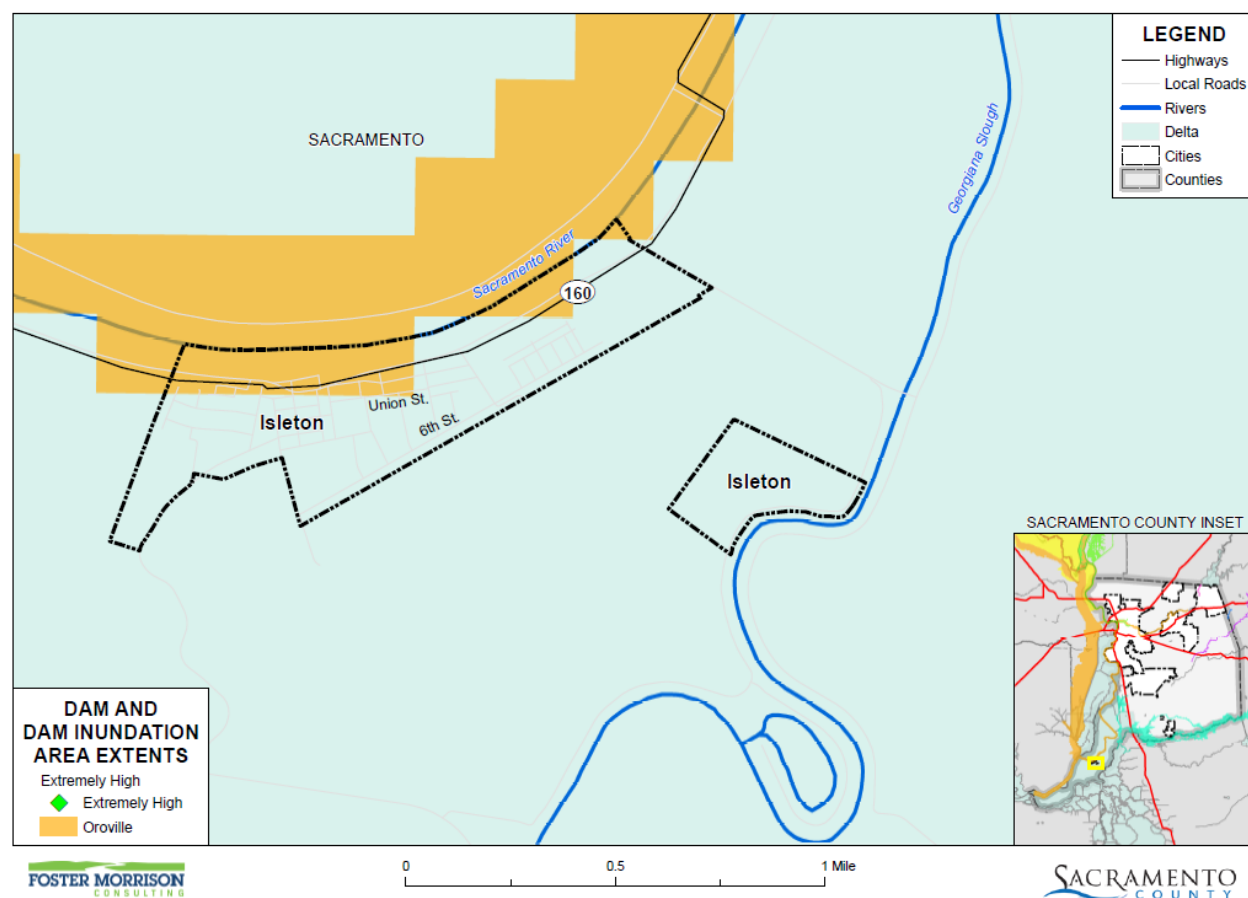 LEGEND
Highways
Local Roads
Rivers
Delta
Cities
Counties
SACRAMENTO
Georgiana Slough
Sacramento River
160
Union St.
6th St.
Isleton
Isleton
SACRAMENTO COUNTY INSET
DAM AND
DAM INUNDATION
AREA EXTENTS
Extremely High
Extremely High
Oroville
0 0.5 1 Mile
FOSTER MORRISON
CONSULTING
SACRAMENTO
COUNTY